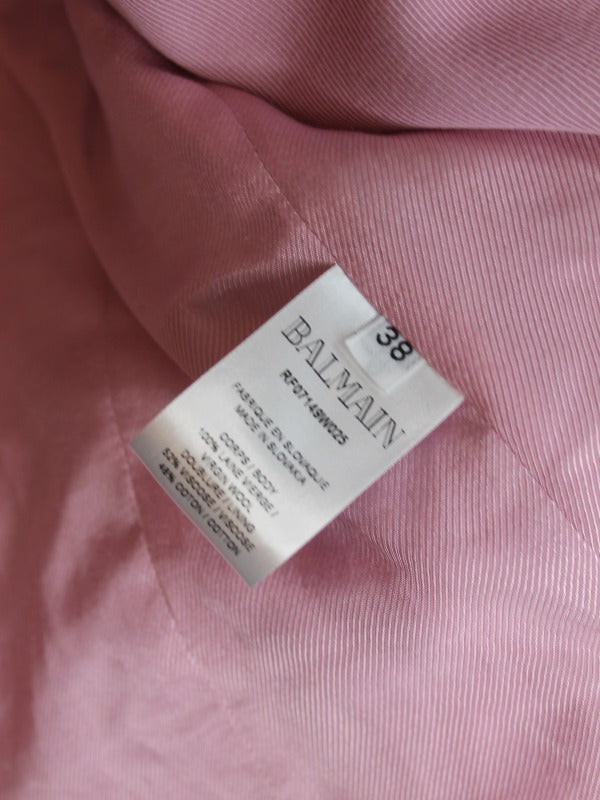 38
BALMAIN
RF07149W025
FABRIQUE EN SLOVAQUIE
MADE IN SLOVAKIA
CORPS / BODY
100% LAINE VIERGE /
VIRGIN WOOL
DOUBLURE / LINING
52% VISCOSE / VISCOSE
48% COTON / COTTON